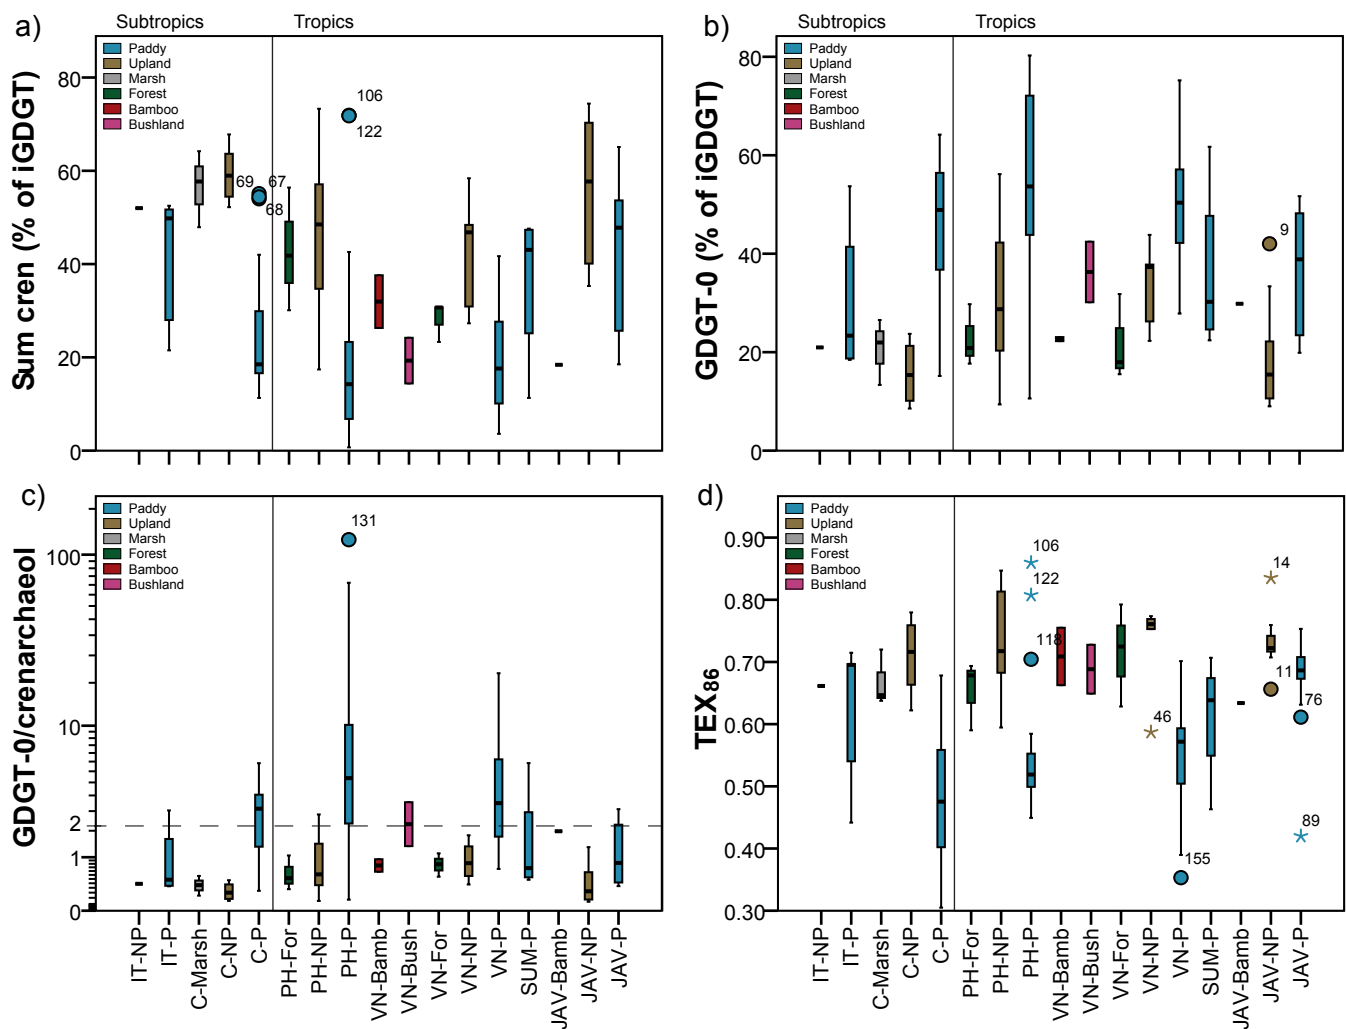 a)
Subtropics
Tropics
Paddy
Upland
Marsh
Forest
Bamboo
Bushland
Sum cren (% of iGDGT)
80
60
40
20
0
106
122
69
67
68
b)
Subtropics
Tropics
Paddy
Upland
Marsh
Forest
Bamboo
Bushland
GDGT-0 (% of iGDGT)
80
60
40
20
0
9
c)
Paddy
Upland
Marsh
Forest
Bamboo
Bushland
GDGT-0/crenarchaeol
100
10
2
1
0
131
IT-NP
IT-P
C-Marsh
C-NP
C-P
PH-For
PH-NP
PH-P
VN-Bamb
VN-Bush
VN-For
VN-NP
VN-P
SUM-P
JAV-Bamb
JAV-NP
JAV-P
d)
Paddy
Upland
Marsh
Forest
Bamboo
Bushland
TEX86
0.90
0.80
0.70
0.60
0.50
0.40
0.30
106
122
118
46
155
14
11
76
89
IT-NP
IT-P
C-Marsh
C-NP
C-P
PH-For
PH-NP
PH-P
VN-Bamb
VN-Bush
VN-For
VN-NP
VN-P
SUM-P
JAV-Bamb
JAV-NP
JAV-P